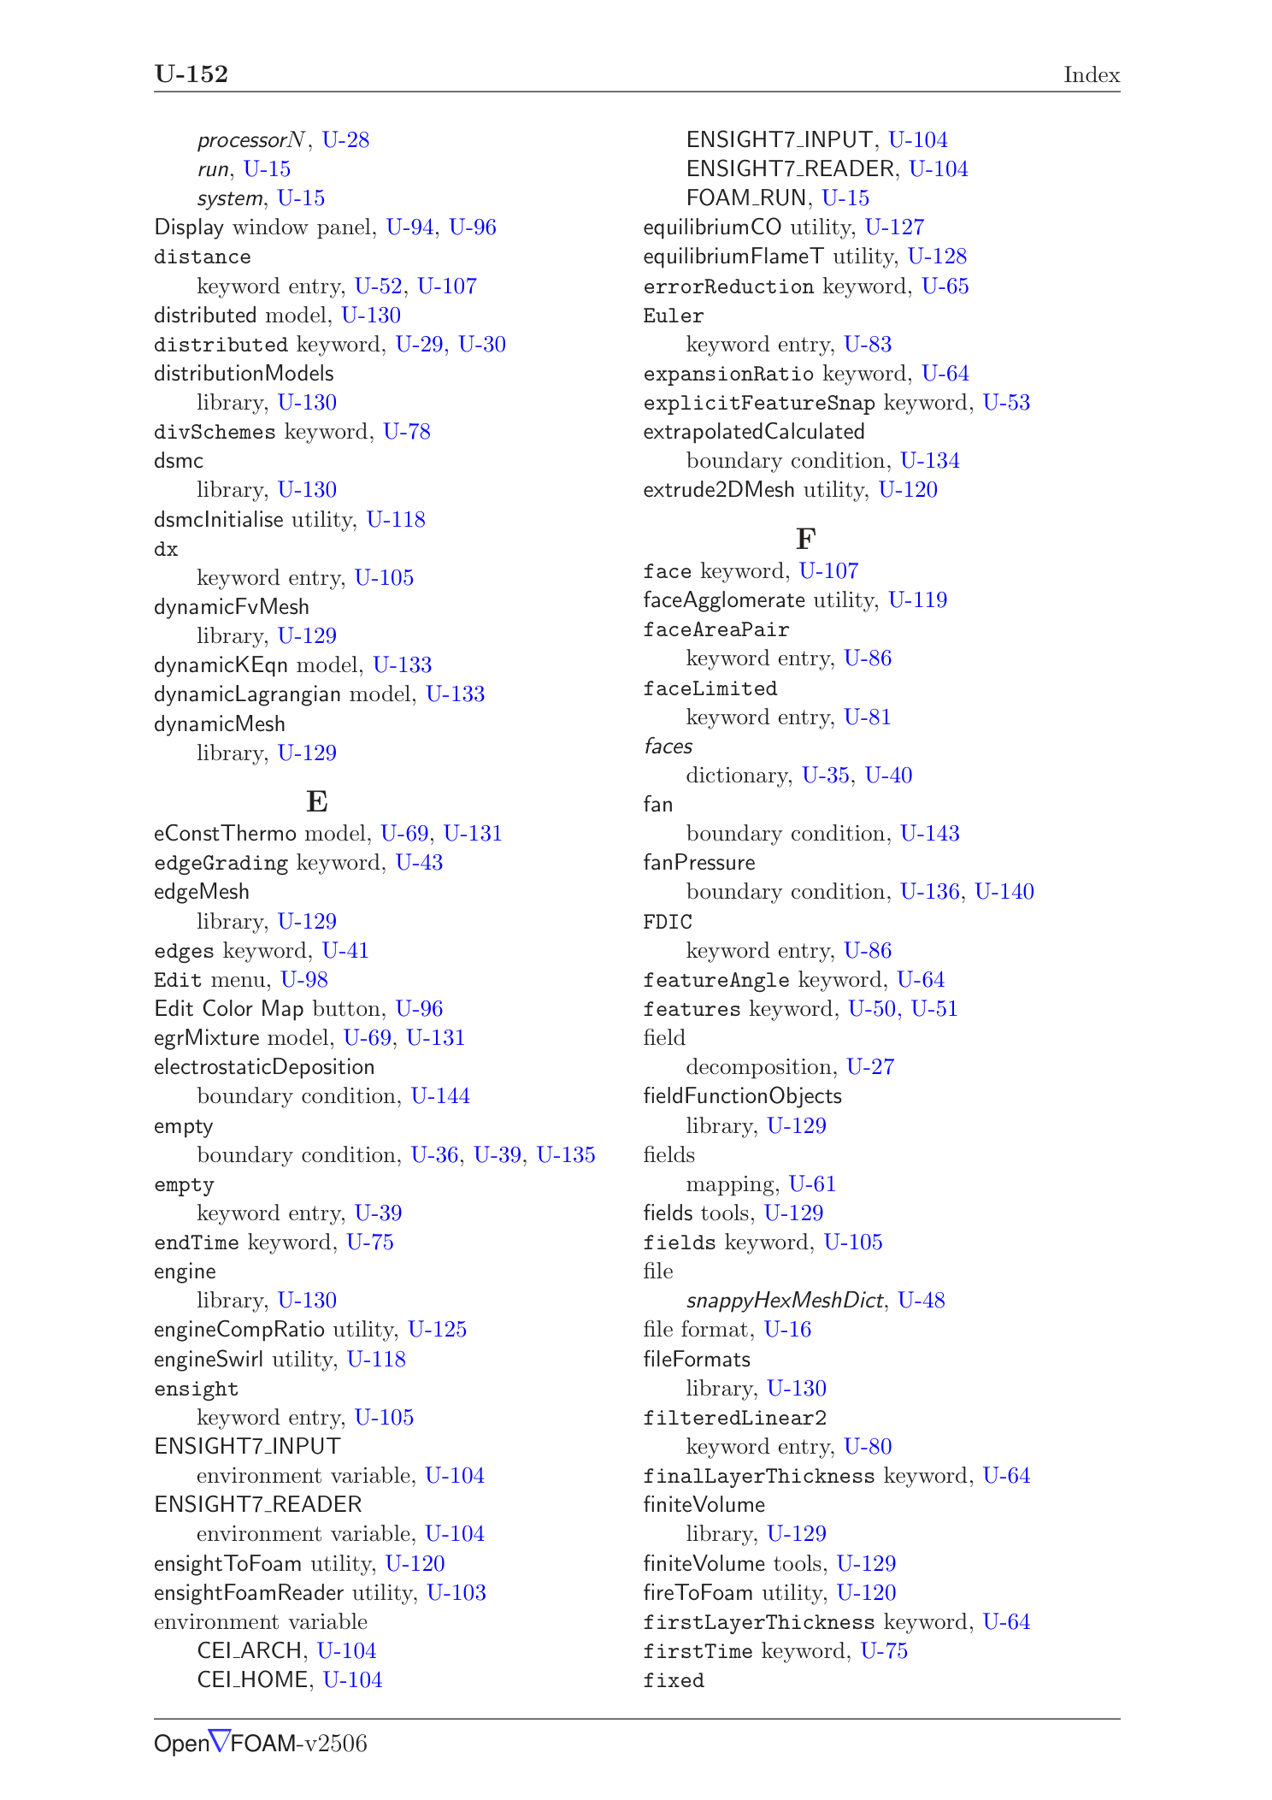 U-152
Index
processorN, U-28
run, U-15
system, U-15
Display window panel, U-94, U-96
distance
keyword entry, U-52, U-107
distributed model, U-130
distributed keyword, U-29, U-30
distributionModels
library, U-130
divSchemes keyword, U-78
dsmc
library, U-130
dsmcInitialise utility, U-118
dx
keyword entry, U-105
dynamicFvMesh
library, U-129
dynamicKEqn model, U-133
dynamicLagrangian model, U-133
dynamicMesh
library, U-129
E
eConstThermo model, U-69, U-131
edgeGrading keyword, U-43
edgeMesh
library, U-129
edges keyword, U-41
Edit menu, U-98
Edit Color Map button, U-96
egrMixture model, U-69, U-131
electrostaticDeposition
boundary condition, U-144
empty
boundary condition, U-36, U-39, U-135
empty
keyword entry, U-39
endTime keyword, U-75
engine
library, U-130
engineCompRatio utility, U-125
engineSwirl utility, U-118
ensight
keyword entry, U-105
ENSIGHT7_INPUT
environment variable, U-104
ENSIGHT7_READER
environment variable, U-104
ensightToFoam utility, U-120
ensightFoamReader utility, U-103
environment variable
CEI_ARCH, U-104
CEI_HOME, U-104
ENSIGHT7_INPUT, U-104
ENSIGHT7_READER, U-104
FOAM_RUN, U-15
equilibriumCO utility, U-127
equilibriumFlameT utility, U-128
errorReduction keyword, U-65
Euler
keyword entry, U-83
expansionRatio keyword, U-64
explicitFeatureSnap keyword, U-53
extrapolatedCalculated
boundary condition, U-134
extrude2DMesh utility, U-120
F
face keyword, U-107
faceAgglomerate utility, U-119
faceAreaPair
keyword entry, U-86
faceLimited
keyword entry, U-81
faces
dictionary, U-35, U-40
fan
boundary condition, U-143
fanPressure
boundary condition, U-136, U-140
FDIC
keyword entry, U-86
featureAngle keyword, U-64
features keyword, U-50, U-51
field
decomposition, U-27
fieldFunctionObjects
library, U-129
fields
mapping, U-61
fields tools, U-129
fields keyword, U-105
file
snappyHexMeshDict, U-48
file format, U-16
fileFormats
library, U-130
filteredLinear2
keyword entry, U-80
finalLayerThickness keyword, U-64
finiteVolume
library, U-129
finiteVolume tools, U-129
fireToFoam utility, U-120
firstLayerThickness keyword, U-64
firstTime keyword, U-75
fixed
Open▽FOAM-v2506